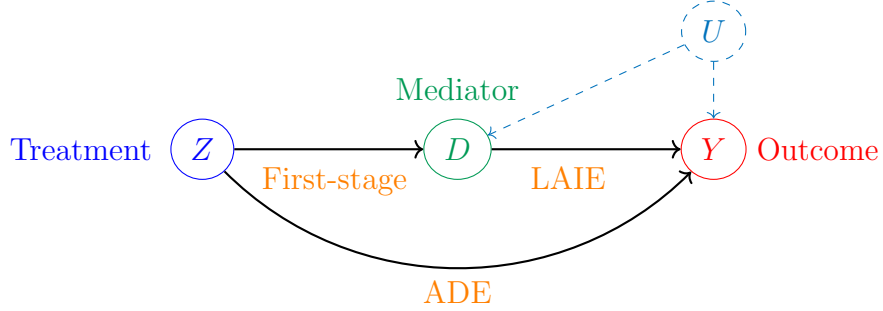 U
Mediator
Treatment Z D Y Outcome
First-stage LAIE
ADE